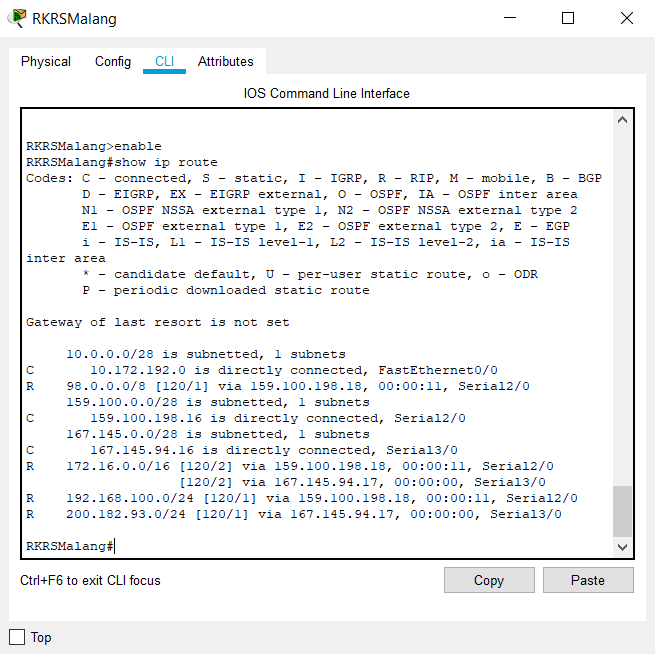 RKRSMalang
Physical Config CLI Attributes
IOS Command Line Interface
RKRSMalang>enable
RKRSMalang#show ip route
Codes: C - connected, S - static, I - IGRP, R - RIP, M - mobile, B - BGP
       D - EIGRP, EX - EIGRP external, O - OSPF, IA - OSPF inter area
       N1 - OSPF NSSA external type 1, N2 - OSPF NSSA external type 2
       E1 - OSPF external type 1, E2 - OSPF external type 2, E - EGP
       i - IS-IS, L1 - IS-IS level-1, L2 - IS-IS level-2, ia - IS-IS
inter area
       * - candidate default, U - per-user static route, o - ODR
       P - periodic downloaded static route
Gateway of last resort is not set
     10.0.0.0/28 is subnetted, 1 subnets
C       10.172.192.0 is directly connected, FastEthernet0/0
R    98.0.0.0/8 [120/1] via 159.100.198.18, 00:00:11, Serial2/0
     159.100.0.0/28 is subnetted, 1 subnets
C       159.100.198.16 is directly connected, Serial2/0
     167.145.0.0/28 is subnetted, 1 subnets
C       167.145.94.16 is directly connected, Serial3/0
R    172.16.0.0/16 [120/2] via 159.100.198.18, 00:00:11, Serial2/0
                   [120/2] via 167.145.94.17, 00:00:00, Serial3/0
R    192.168.100.0/24 [120/1] via 159.100.198.18, 00:00:11, Serial2/0
R    200.182.93.0/24 [120/1] via 167.145.94.17, 00:00:00, Serial3/0
RKRSMalang#
Ctrl+F6 to exit CLI focus
Copy Paste
Top